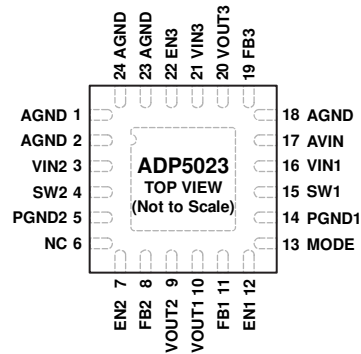 24 AGND
23 AGND
22 EN3
21 VIN3
20 VOUT3
19 FB3
AGND 1
AGND 2
VIN2 3
SW2 4
PGND2 5
NC 6
ADP5023
TOP VIEW
(Not to Scale)
18 AGND
17 AVIN
16 VIN1
15 SW1
14 PGND1
13 MODE
EN2 7
FB2 8
VOUT2 9
VOUT1 10
FB1 11
EN1 12